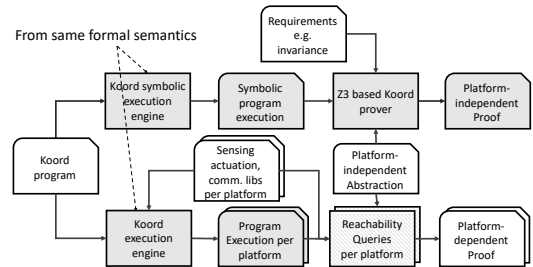 Requirements
e.g.
invariance
From same formal semantics
Koord symbolic
execution
engine
Symbolic
program
execution
Z3 based Koord
prover
Platform-
independent
Proof
Koord
program
Sensing
actuation,
comm. libs
per platform
Platform-
independent
Abstraction
Koord
execution
engine
Program
Execution per
platform
Reachability
Queries
per platform
Platform-
dependent
Proof